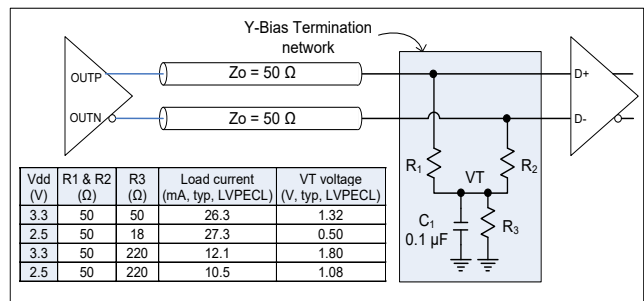 Y-Bias Termination
network
OUTP
OUTN
Zo = 50 Ω
Zo = 50 Ω
D+
D-
R1
R2
VT
C1
0.1 µF
R3
Vdd (V) R1 & R2 (Ω) R3 (Ω) Load current (mA, typ, LVPECL) VT voltage (V, typ, LVPECL)
3.3 50 50 26.3 1.32
2.5 50 18 27.3 0.50
3.3 50 220 12.1 1.80
2.5 50 220 10.5 1.08